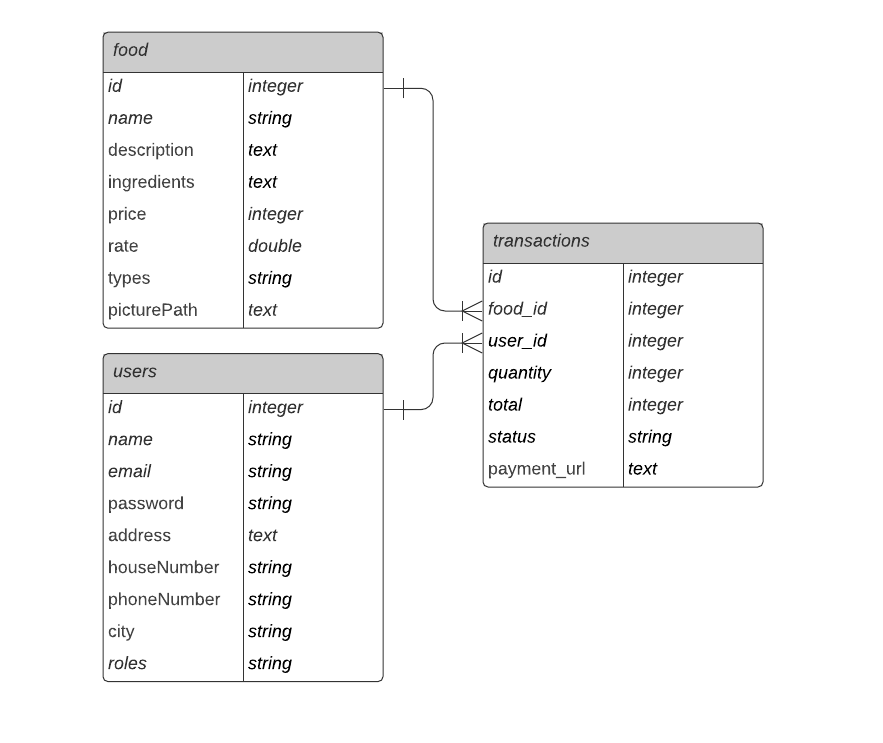 food
id integer
name string
description text
ingredients text
price integer
rate double
types string
picturePath text
users
id integer
name string
email string
password string
address text
houseNumber string
phoneNumber string
city string
roles string
transactions
id integer
food_id integer
user_id integer
quantity integer
total integer
status string
payment_url text